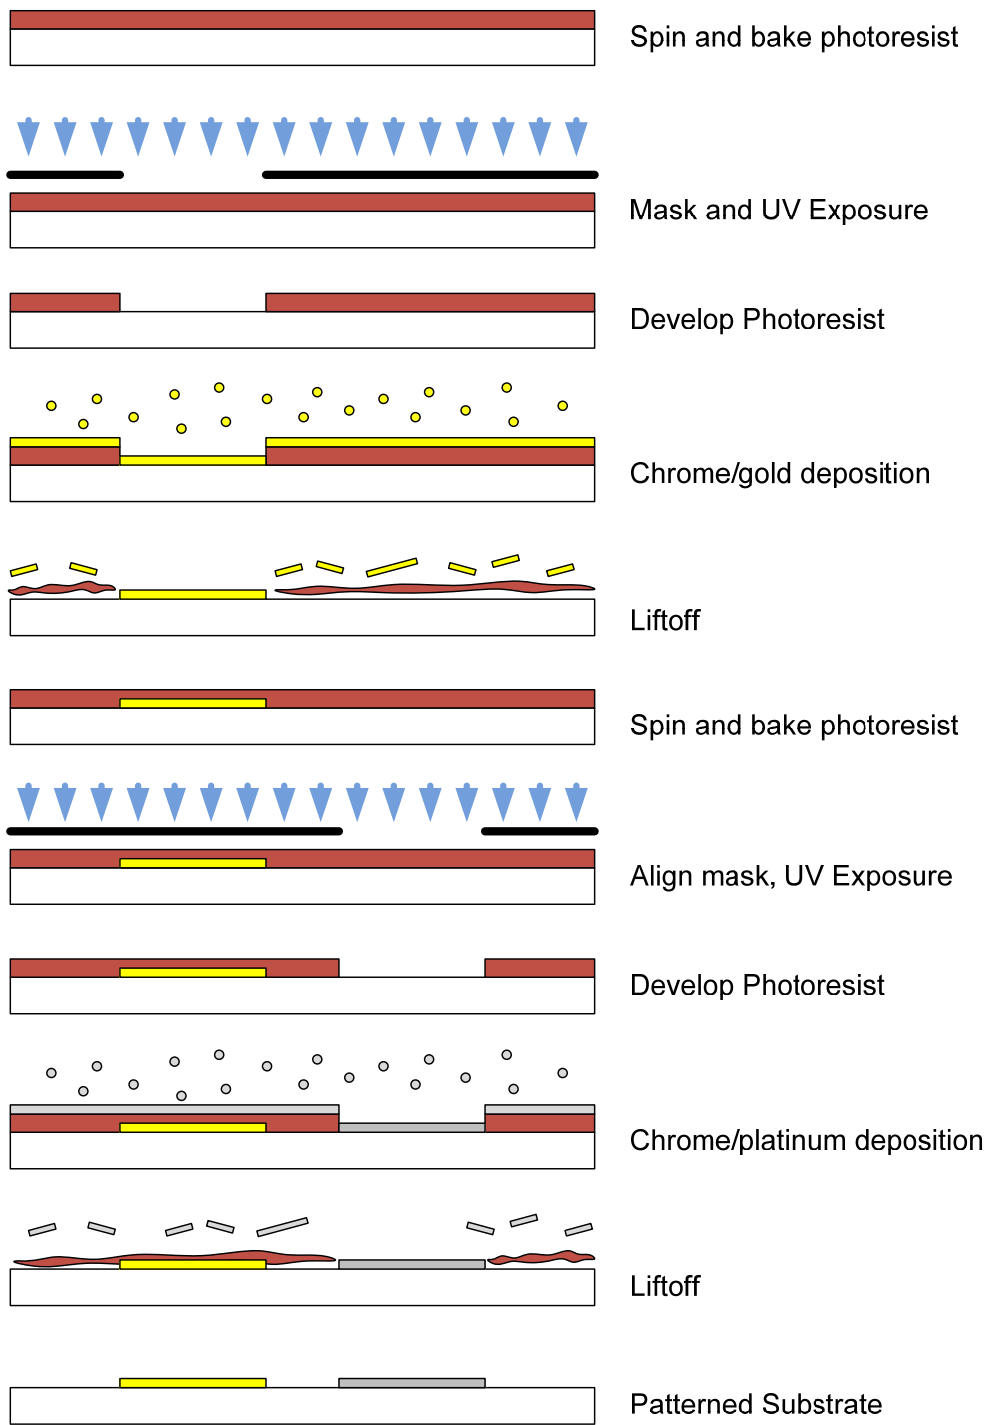 Spin and bake photoresist
Mask and UV Exposure
Develop Photoresist
Chrome/gold deposition
Liftoff
Spin and bake photoresist
Align mask, UV Exposure
Develop Photoresist
Chrome/platinum deposition
Liftoff
Patterned Substrate